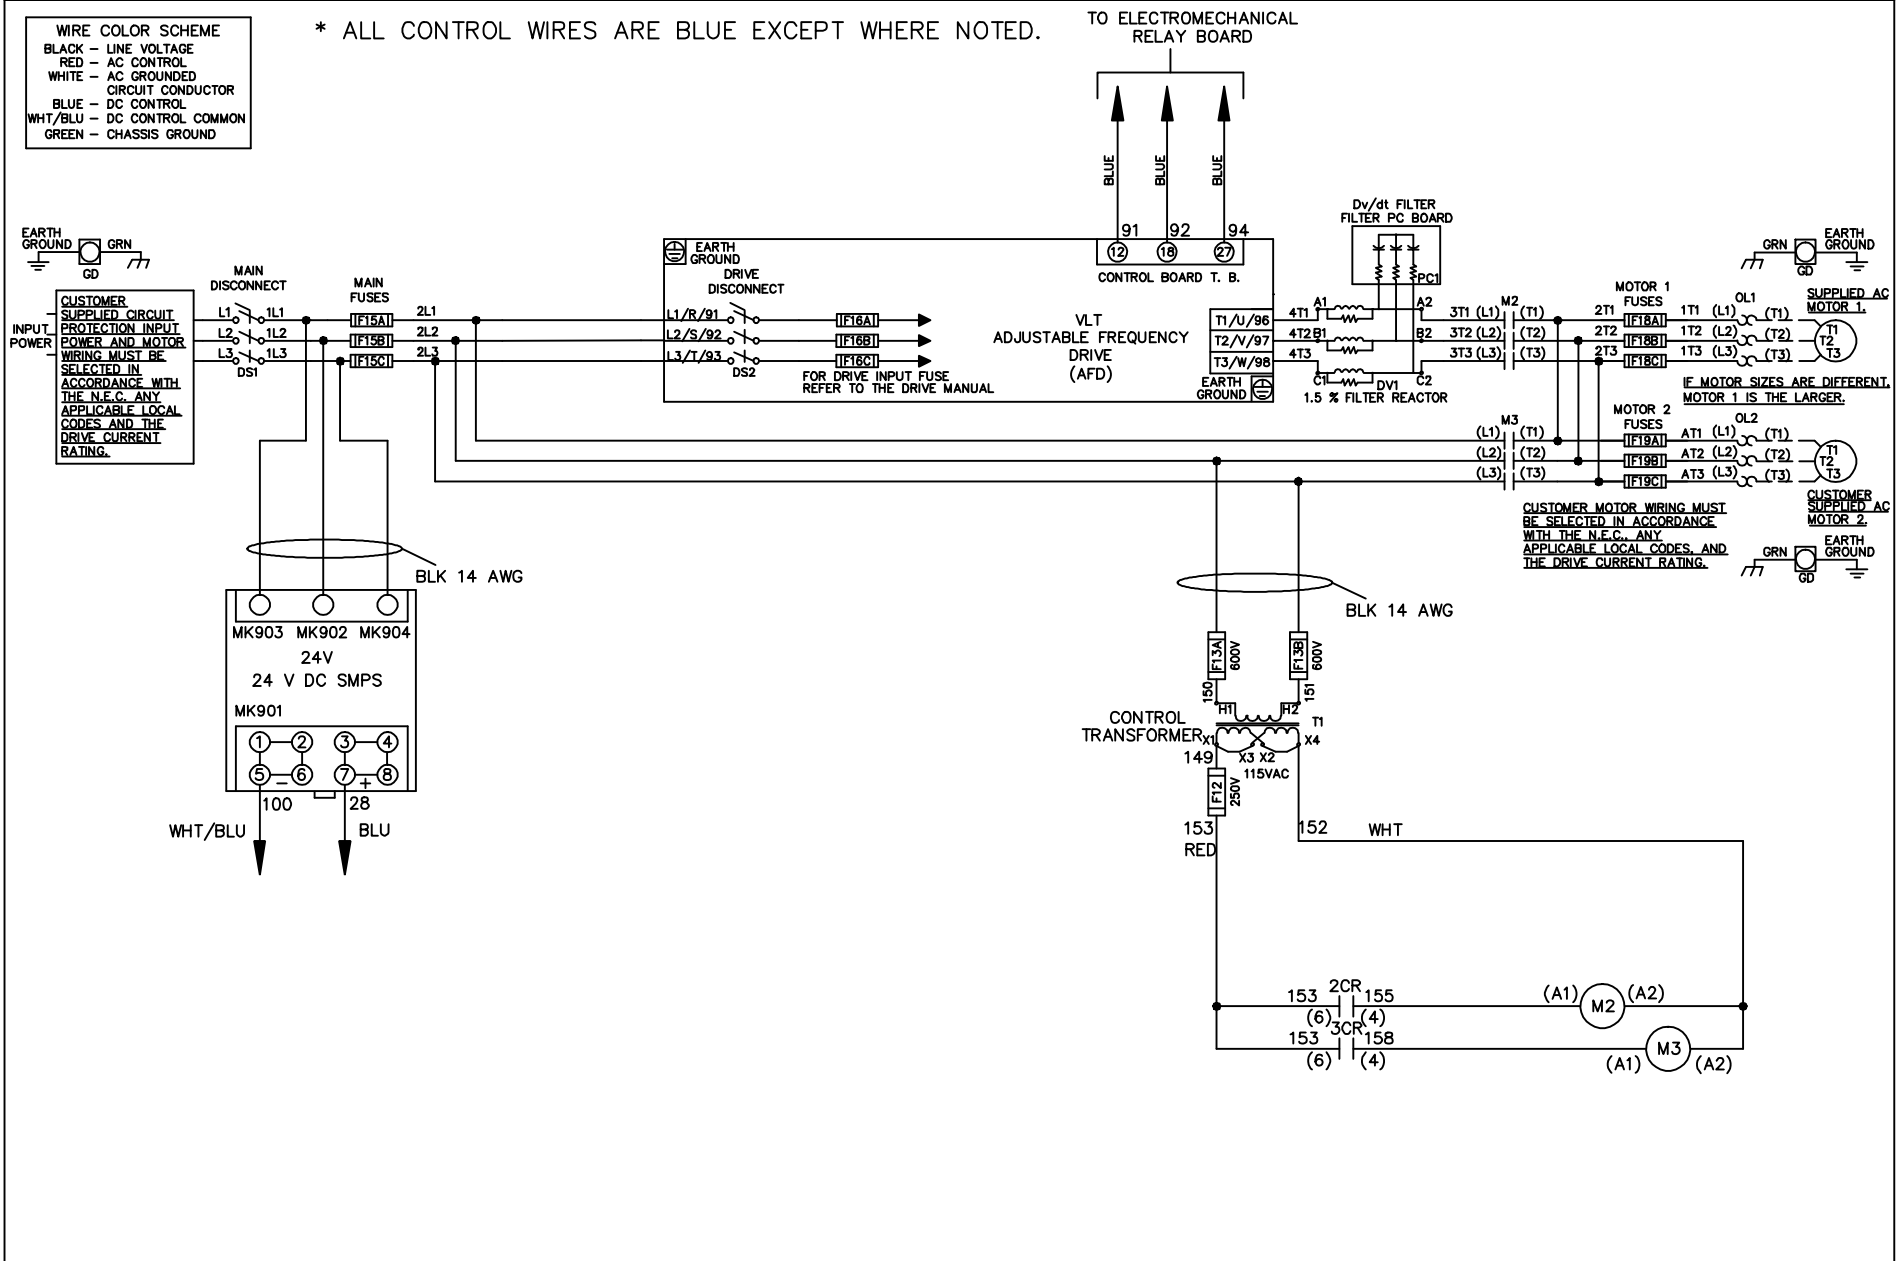 WIRE COLOR SCHEME
BLACK – LINE VOLTAGE
RED – AC CONTROL
WHITE – AC GROUNDED
CIRCUIT CONDUCTOR
BLUE – DC CONTROL
WHT/BLU – DC CONTROL COMMON
GREEN – CHASSIS GROUND
* ALL CONTROL WIRES ARE BLUE EXCEPT WHERE NOTED.
TO ELECTROMECHANICAL
RELAY BOARD
BLUE
BLUE
BLUE
91
92
94
12
18
27
CONTROL BOARD T. B.
EARTH
GROUND
GRN
GD
MAIN
DISCONNECT
MAIN
FUSES
INPUT
POWER
CUSTOMER
SUPPLIED CIRCUIT
PROTECTION INPUT
POWER AND MOTOR
WIRING MUST BE
SELECTED IN
ACCORDANCE WITH
THE N.E.C. ANY
APPLICABLE LOCAL
CODES AND THE
DRIVE CURRENT
RATING.
L1
1L1
F15A
2L1
L2
1L2
F15B
2L2
L3
1L3
F15C
2L3
DS1
EARTH
GROUND
DRIVE
DISCONNECT
L1/R/91
L2/S/92
L3/T/93
DS2
F16A
F16B
F16C
FOR DRIVE INPUT FUSE
REFER TO THE DRIVE MANUAL
VLT
ADJUSTABLE FREQUENCY
DRIVE
(AFD)
T1/U/96
T2/V/97
T3/W/98
EARTH
GROUND
4T1
4T2
4T3
Dv/dt FILTER
FILTER PC BOARD
PC1
A1
A2
B1
B2
C1
C2
DV1
1.5 % FILTER REACTOR
3T1 (L1)
M2
(T1)
3T2 (L2)
(T2)
3T3 (L3)
(T3)
MOTOR 1
FUSES
2T1
F18A
1T1
(L1)
OL1
(T1)
2T2
F18B
1T2
(L2)
(T2)
2T3
F18C
1T3
(L3)
(T3)
GRN
EARTH
GROUND
GD
SUPPLIED AC
MOTOR 1.
T1
T2
T3
IF MOTOR SIZES ARE DIFFERENT,
MOTOR 1 IS THE LARGER.
M3
(L1)
(T1)
(L2)
(T2)
(L3)
(T3)
MOTOR 2
FUSES
F19A
AT1
(L1)
OL2
(T1)
F19B
AT2
(L2)
(T2)
F19C
AT3
(L3)
(T3)
T1
T2
T3
CUSTOMER
SUPPLIED AC
MOTOR 2.
CUSTOMER MOTOR WIRING MUST
BE SELECTED IN ACCORDANCE
WITH THE N.E.C., ANY
APPLICABLE LOCAL CODES, AND
THE DRIVE CURRENT RATING.
GRN
EARTH
GROUND
GD
BLK 14 AWG
MK903
MK902
MK904
24V
24 V DC SMPS
MK901
1
2
3
4
5
6
7
8
–
+
100
28
WHT/BLU
BLU
BLK 14 AWG
F13A
600V
F13B
600V
150
151
CONTROL
TRANSFORMER
H1
H2
T1
X1
X3 X2
X4
115VAC
149
F12
250V
153
RED
152
WHT
153
2CR
155
(6)
(4)
(A1)
M2
(A2)
153
3CR
158
(6)
(4)
(A1)
M3
(A2)